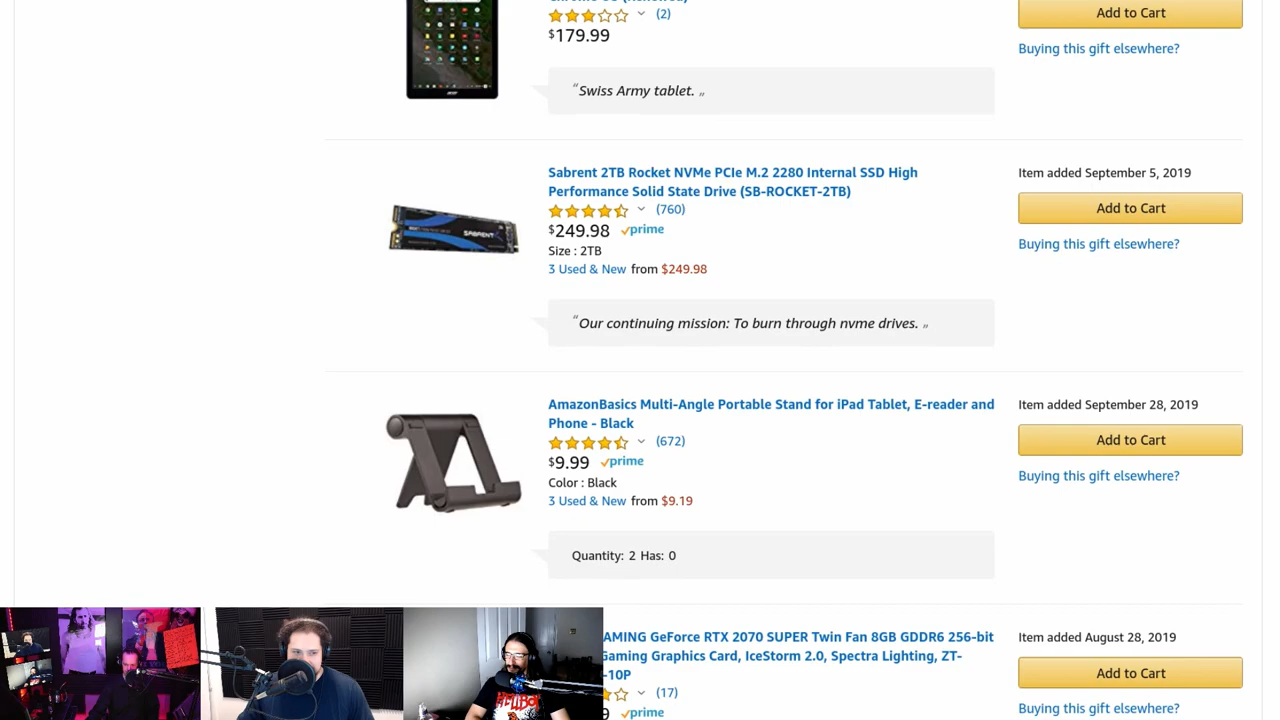 (2)
Add to Cart
$179.99
Buying this gift elsewhere?
“Swiss Army tablet. „
acer
Sabrent 2TB Rocket NVMe PCIe M.2 2280 Internal SSD High
Performance Solid State Drive (SB-ROCKET-2TB)
Item added September 5, 2019
(760)
Add to Cart
$249.98 prime
Buying this gift elsewhere?
Size : 2TB
3 Used & New from $249.98
SABRENT
“Our continuing mission: To burn through nvme drives. „
AmazonBasics Multi-Angle Portable Stand for iPad Tablet, E-reader and
Phone - Black
Item added September 28, 2019
(672)
Add to Cart
$9.99 prime
Buying this gift elsewhere?
Color : Black
3 Used & New from $9.19
Quantity: 2 Has: 0
AMING GeForce RTX 2070 SUPER Twin Fan 8GB GDDR6 256-bit
Gaming Graphics Card, IceStorm 2.0, Spectra Lighting, ZT-
-10P
Item added August 28, 2019
(17)
Add to Cart
9 prime
Buying this gift elsewhere?
HELLBOY